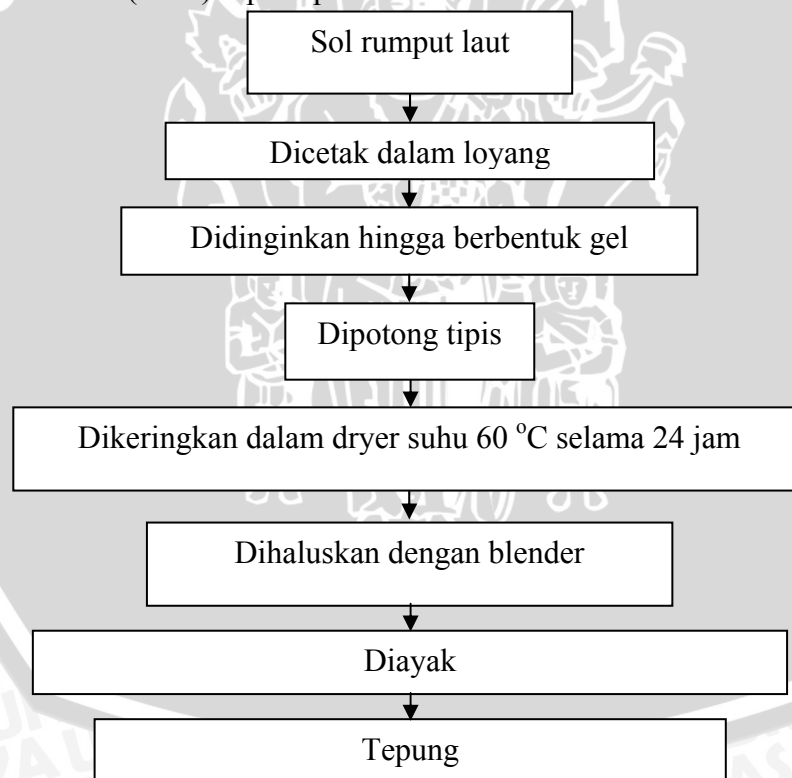 Sol rumput laut
Dicetak dalam loyang
Didinginkan hingga berbentuk gel
Dipotong tipis
Dikeringkan dalam dryer suhu 60 °C selama 24 jam
Dihaluskan dengan blender
Diayak
Tepung